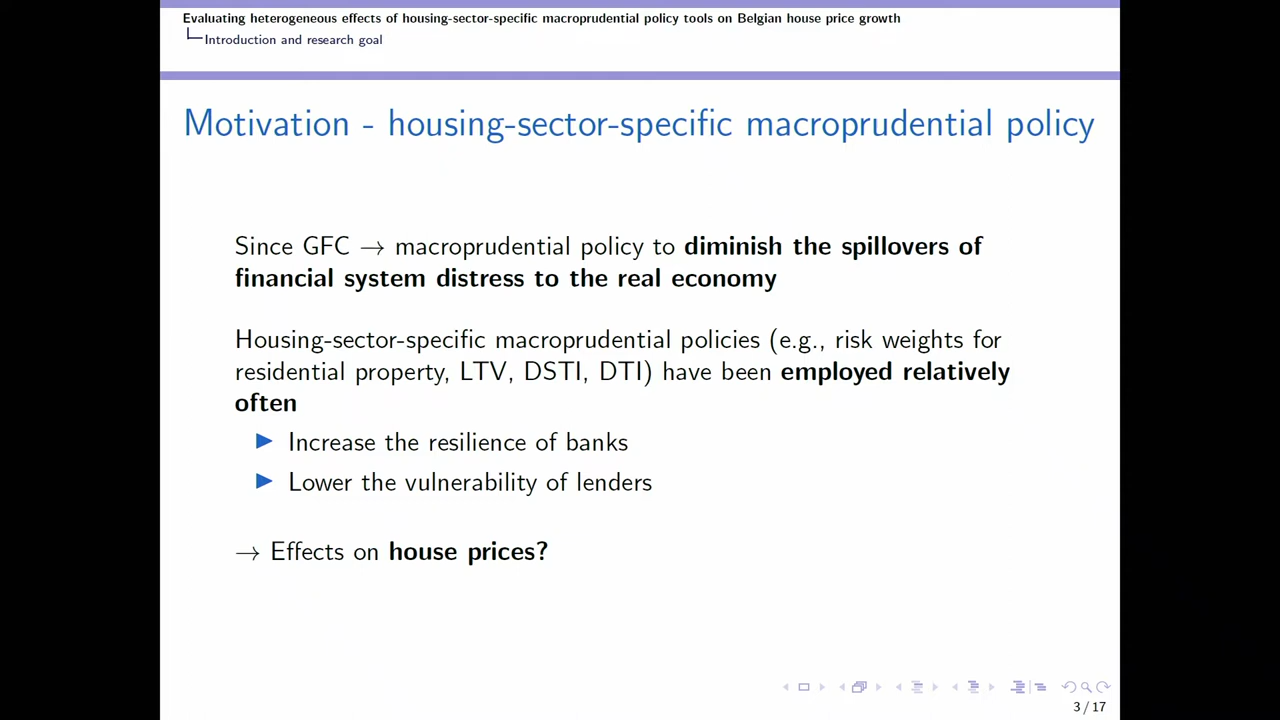 Evaluating heterogeneous effects of housing-sector-specific macroprudential policy tools on Belgian house price growth
Introduction and research goal
Motivation - housing-sector-specific macroprudential policy
Since GFC → macroprudential policy to diminish the spillovers of
financial system distress to the real economy
Housing-sector-specific macroprudential policies (e.g., risk weights for
residential property, LTV, DSTI, DTI) have been employed relatively
often
▶ Increase the resilience of banks
▶ Lower the vulnerability of lenders
→ Effects on house prices?
3 / 17